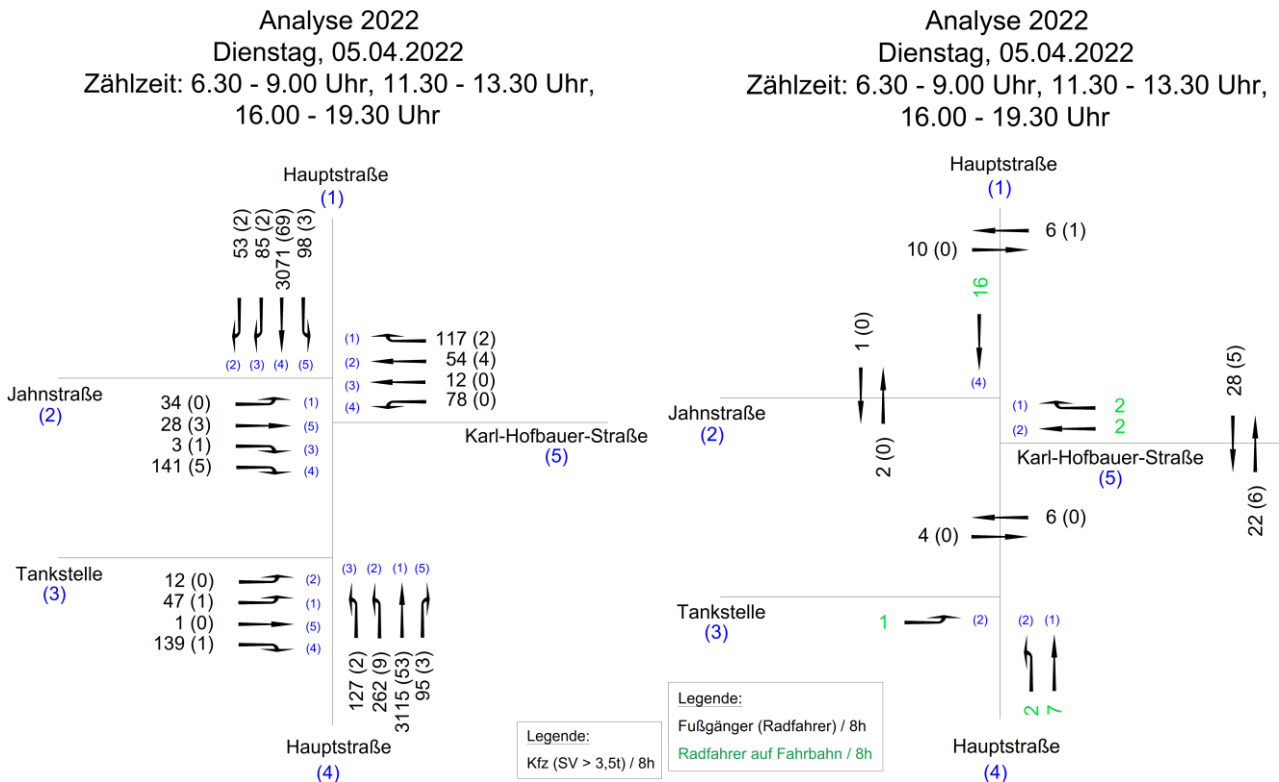 Analyse 2022
Dienstag, 05.04.2022
Zählzeit: 6.30 - 9.00 Uhr, 11.30 - 13.30 Uhr,
16.00 - 19.30 Uhr
Hauptstraße
(1)
53 (2)
85 (2)
3071 (69)
98 (3)
(2) (3) (4) (5)
(1) 117 (2)
(2) 54 (4)
(3) 12 (0)
(4) 78 (0)
Jahnstraße
(2)
34 (0) (1)
28 (3) (5)
3 (1) (3)
141 (5) (4)
Karl-Hofbauer-Straße
(5)
Tankstelle
(3)
12 (0) (2)
47 (1) (1)
1 (0) (5)
139 (1) (4)
(3) (2) (1) (5)
127 (2)
262 (9)
3115 (53)
95 (3)
Hauptstraße
(4)
Legende:
Kfz (SV > 3,5t) / 8h
Analyse 2022
Dienstag, 05.04.2022
Zählzeit: 6.30 - 9.00 Uhr, 11.30 - 13.30 Uhr,
16.00 - 19.30 Uhr
Hauptstraße
(1)
6 (1)
10 (0)
16
(4)
1 (0)
2 (0)
Jahnstraße
(2)
(1) 2
(2) 2
28 (5)
22 (6)
Karl-Hofbauer-Straße
(5)
6 (0)
4 (0)
Tankstelle
(3)
1 (2)
(2) (1)
2
7
Hauptstraße
(4)
Legende:
Fußgänger (Radfahrer) / 8h
Radfahrer auf Fahrbahn / 8h